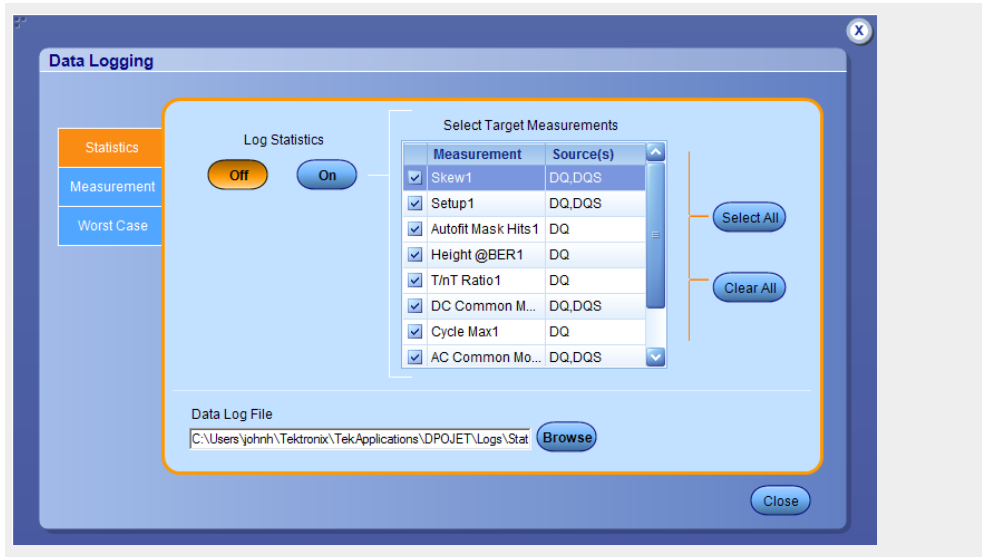 X
Data Logging
Statistics
Measurement
Worst Case
Log Statistics
Off On
Select Target Measurements
Measurement Source(s)
Skew1 DQ,DQS
Setup1 DQ,DQS
Autofit Mask Hits1 DQ
Height @BER1 DQ
T/nT Ratio1 DQ
DC Common M... DQ,DQS
Cycle Max1 DQ
AC Common Mo... DQ,DQS
Select All
Clear All
Data Log File
C:\Users\johnh\Tektronix\TekApplications\DPOJET\Logs\Stat Browse
Close